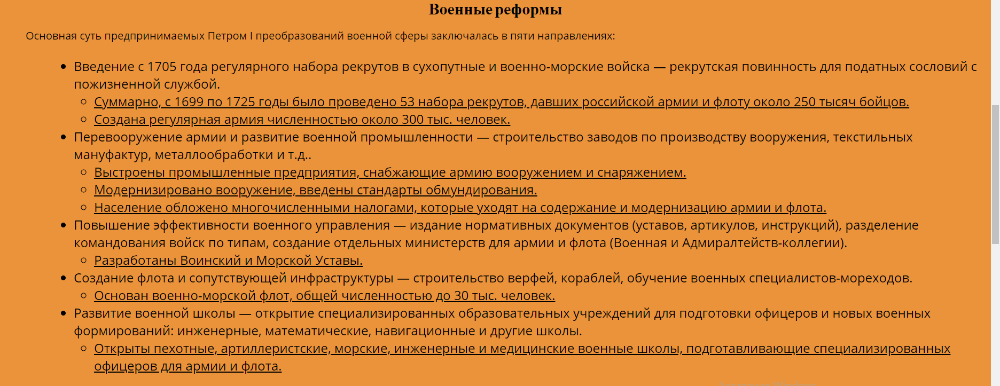 Военные реформы
Основная суть предпринимаемых Петром I преобразований военной сферы заключалась в пяти направлениях:
Введение с 1705 года регулярного набора рекрутов в сухопутные и военно-морские войска — рекрутская повинность для податных сословий с
пожизненной службой.
Суммарно, с 1699 по 1725 годы было проведено 53 набора рекрутов, давших российской армии и флоту около 250 тысяч бойцов.
Создана регулярная армия численностью около 300 тыс. человек.
Перевооружение армии и развитие военной промышленности — строительство заводов по производству вооружения, текстильных
мануфактур, металлообработки и т.д..
Выстроены промышленные предприятия, снабжающие армию вооружением и снаряжением.
Модернизировано вооружение, введены стандарты обмундирования.
Население обложено многочисленными налогами, которые уходят на содержание и модернизацию армии и флота.
Повышение эффективности военного управления — издание нормативных документов (уставов, артикулов, инструкций), разделение
командования войск по типам, создание отдельных министерств для армии и флота (Военная и Адмиралтейств-коллегии).
Разработаны Воинский и Морской Уставы.
Создание флота и сопутствующей инфраструктуры — строительство верфей, кораблей, обучение военных специалистов-мореходов.
Основан военно-морской флот, общей численностью до 30 тыс. человек.
Развитие военной школы — открытие специализированных образовательных учреждений для подготовки офицеров и новых военных
формирований: инженерные, математические, навигационные и другие школы.
Открыты пехотные, артиллеристские, морские, инженерные и медицинские военные школы, подготавливающие специализированных
офицеров для армии и флота.